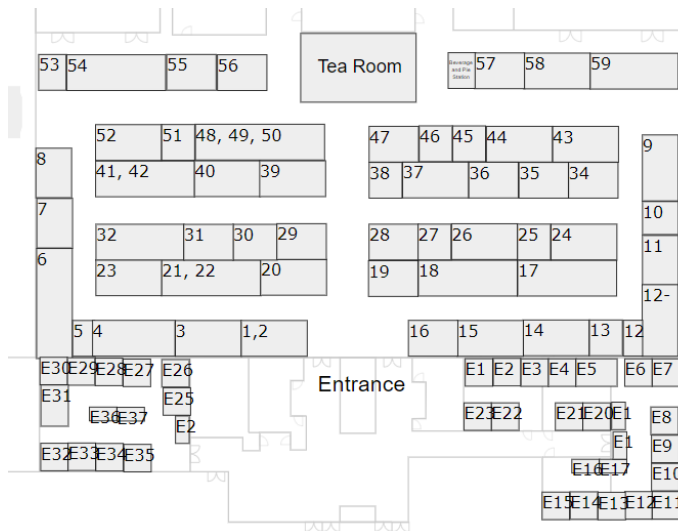 53 54 55 56
Tea Room
Beverage and Pie Station
57 58 59
52 51 48, 49, 50
47 46 45 44 43
8
9
41, 42 40 39
38 37 36 35 34
7
10
32 31 30 29
28 27 26 25 24
6
11
23 21, 22 20
19 18 17
12-
5 4 3 1,2
16 15 14 13 12
E30 E29 E28 E27 E26
Entrance
E1 E2 E3 E4 E5 E6 E7
E31
E25
E36 E37
E2
E23 E22 E21 E20 E1
E8
E1
E9
E32 E33 E34 E35
E16 E17
E10
E15 E14 E13 E12 E11